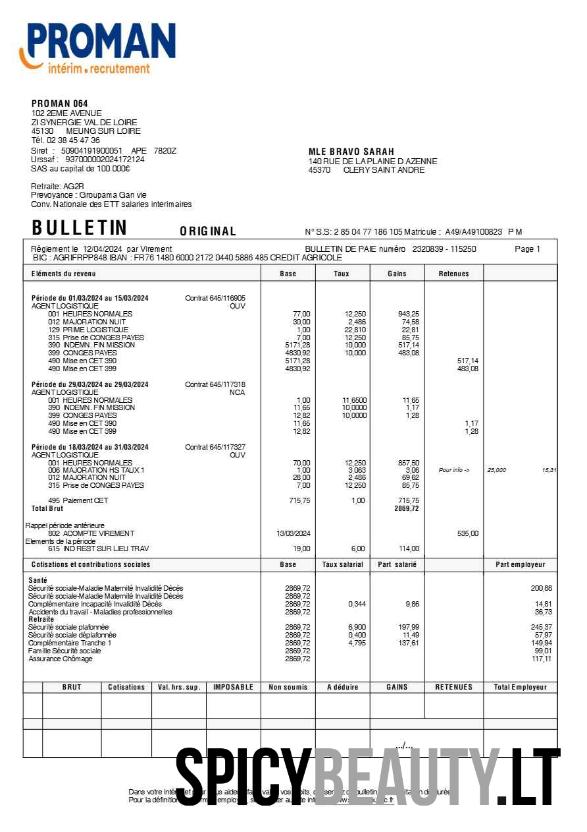 PROMAN
intérim . recrutement
PROMAN 064
102 2EME AVENUE
ZI SYNERGIE VAL DE LOIRE
45130 MEUNG SUR LOIRE
Tél. 02 38 45 47 36
Siret : 50904191900051 APE 7820Z
Urssaf : 937000002024172124
SAS au capital de 100 000€
MLE BRAVO SARAH
140 RUE DE LA PLAINE D AZENNE
45370 CLERY SAINT ANDRE
Retraite: AG2R
Prevoyance : Groupama Gan vie
Conv. Nationale des ETT salaries interimaires
BULLETIN ORIGINAL N° S.S: 2 85 04 77 186 105 Matricule : A49/A49100823 P M
Règlement le 12/04/2024 par Virement BULLETIN DE PAIE numéro 2320839 - 115250 Page 1
BIC : AGRIFRPP848 IBAN : FR76 1480 6000 2172 0440 5886 485 CREDIT AGRICOLE
Eléments du revenu Base Taux Gains Retenues
Période du 01/03/2024 au 15/03/2024 Contrat 645/116905
AGENT LOGISTIQUE OUV
001 HEURES NORMALES 77,00 12,250 943,25
012 MAJORATION NUIT 30,00 2,486 74,58
129 PRIME LOGISTIQUE 1,00 22,810 22,81
315 Prise de CONGES PAYES 7,00 12,250 85,75
390 INDEMN. FIN MISSION 5171,28 10,000 517,14
399 CONGES PAYES 4830,92 10,000 483,08
490 Mise en CET 390 5171,28 517,14
490 Mise en CET 399 4830,92 483,08
Période du 29/03/2024 au 29/03/2024 Contrat 645/117318
AGENT LOGISTIQUE NCA
001 HEURES NORMALES 1,00 11,6500 11,65
390 INDEMN. FIN MISSION 11,65 10,0000 1,17
399 CONGES PAYES 12,82 10,0000 1,28
490 Mise en CET 390 11,65 1,17
490 Mise en CET 399 12,82 1,28
Période du 18/03/2024 au 31/03/2024 Contrat 645/117327
AGENT LOGISTIQUE OUV
001 HEURES NORMALES 70,00 12,250 857,50
006 MAJORATION HS TAUX 1 1,00 3,063 3,06 Pour info -> 25,000 15,31
012 MAJORATION NUIT 28,00 2,486 69,62
315 Prise de CONGES PAYES 7,00 12,250 85,75
495 Paiement CET 715,75 1,00 715,75
Total Brut 2869,72
Rappel période antérieure
802 ACOMPTE VIREMENT 13/03/2024 535,00
Elements de la période
615 IND REST SUR LIEU TRAV 19,00 6,00 114,00
Cotisations et contributions sociales Base Taux salarial Part salarié Part employeur
Santé
Sécurité sociale-Maladie Maternité Invalidité Décés 2869,72 200,88
Sécurité sociale-Maladie Maternité Invalidité Décés 2869,72
Complémentaire Incapacité Invalidité Décés 2869,72 0,344 9,86 14,81
Accidents du travail - Maladies professionnelles 2869,72 36,73
Retraite
Sécurité sociale plafonnée 2869,72 6,900 197,99 245,37
Sécurité sociale déplafonnée 2869,72 0,400 11,49 57,97
Complémentaire Tranche 1 2869,72 4,795 137,61 149,94
Famille Sécurité sociale 2869,72 99,01
Assurance Chômage 2869,72 117,11
BRUT Cotisations Val. hrs. sup. IMPOSABLE Non soumis A déduire GAINS RETENUES Total Employeur
.../...
SPICYBEAUTY.LT
Dans votre
Pour la définition